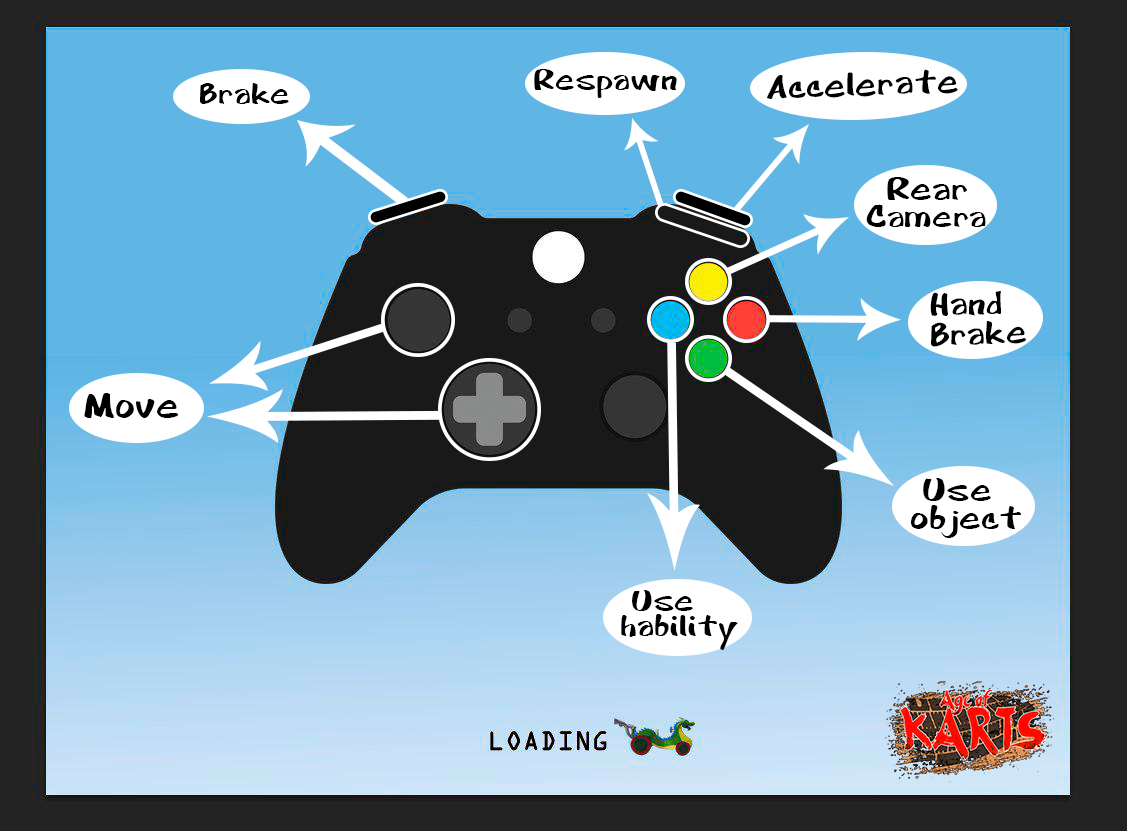 Brake
Respawn
Accelerate
Rear
Camera
Hand
Brake
Move
Use
object
Use
hability
LOADING
Age of
KARTS